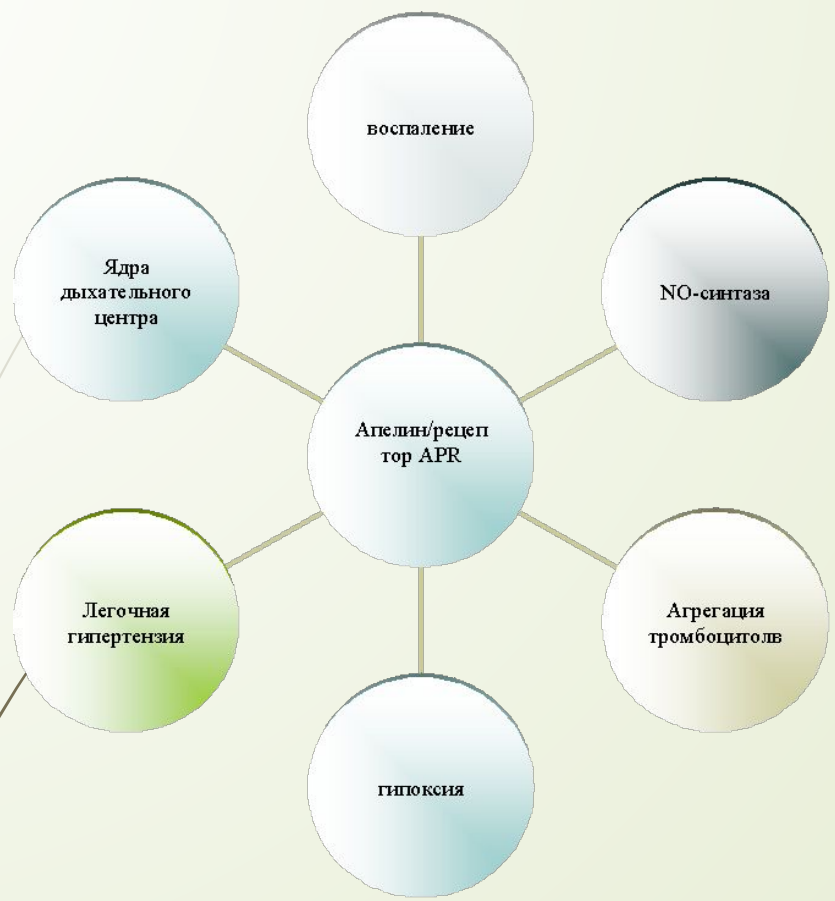 воспаление
Ядра
дыхательного
центра
NO-синтаза
Апелин/рецеп
тор APR
Легочная
гипертензия
Агрегация
тромбоцитолв
гипоксия